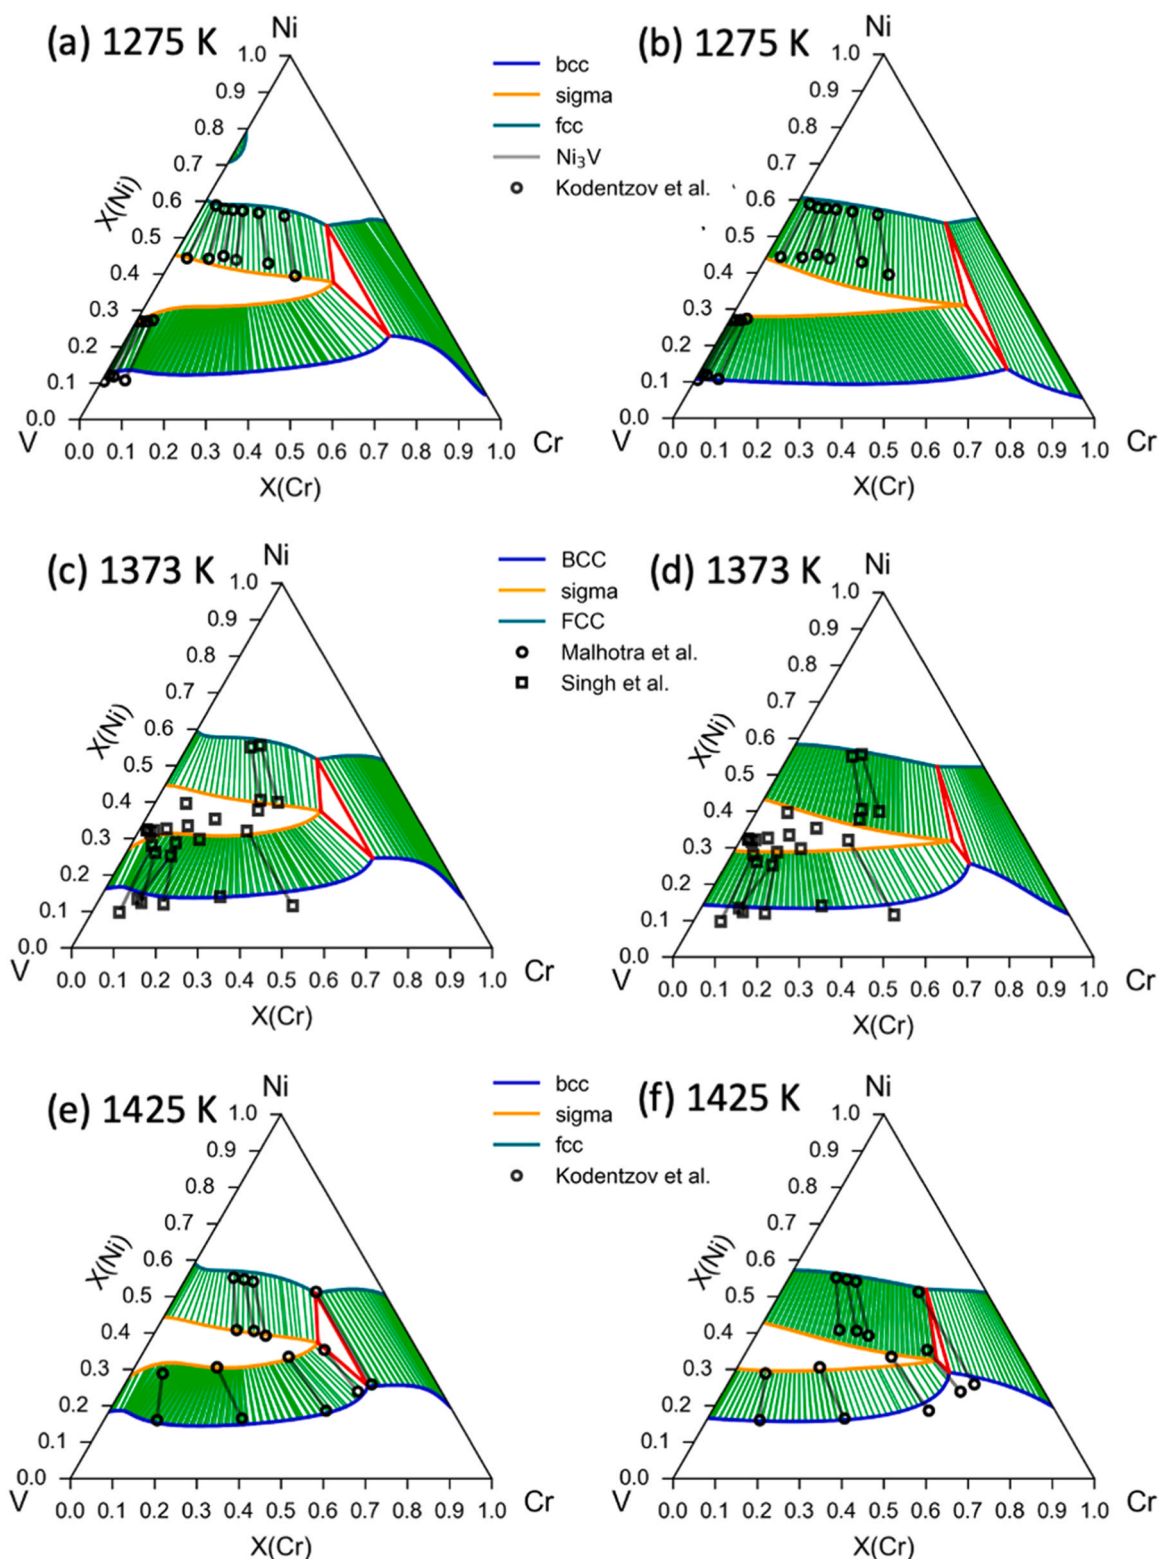 (a) 1275 K
Ni
1.0
0.9
0.8
0.7
0.6
0.5
0.4
0.3
0.2
0.1
0.0
X(Ni)
V
Cr
0.0 0.1 0.2 0.3 0.4 0.5 0.6 0.7 0.8 0.9 1.0
X(Cr)
bcc
sigma
fcc
Ni₃V
Kodentzov et al.
(b) 1275 K
Ni
1.0
0.9
0.8
0.7
0.6
0.5
0.4
0.3
0.2
0.1
0.0
X(Ni)
V
Cr
0.0 0.1 0.2 0.3 0.4 0.5 0.6 0.7 0.8 0.9 1.0
X(Cr)
(c) 1373 K
Ni
1.0
0.9
0.8
0.7
0.6
0.5
0.4
0.3
0.2
0.1
0.0
X(Ni)
V
Cr
0.0 0.1 0.2 0.3 0.4 0.5 0.6 0.7 0.8 0.9 1.0
X(Cr)
BCC
sigma
FCC
Malhotra et al.
Singh et al.
(d) 1373 K
Ni
1.0
0.9
0.8
0.7
0.6
0.5
0.4
0.3
0.2
0.1
0.0
X(Ni)
V
Cr
0.0 0.1 0.2 0.3 0.4 0.5 0.6 0.7 0.8 0.9 1.0
X(Cr)
(e) 1425 K
Ni
1.0
0.9
0.8
0.7
0.6
0.5
0.4
0.3
0.2
0.1
0.0
X(Ni)
V
Cr
0.0 0.1 0.2 0.3 0.4 0.5 0.6 0.7 0.8 0.9 1.0
X(Cr)
bcc
sigma
fcc
Kodentzov et al.
(f) 1425 K
Ni
1.0
0.9
0.8
0.7
0.6
0.5
0.4
0.3
0.2
0.1
0.0
X(Ni)
V
Cr
0.0 0.1 0.2 0.3 0.4 0.5 0.6 0.7 0.8 0.9 1.0
X(Cr)